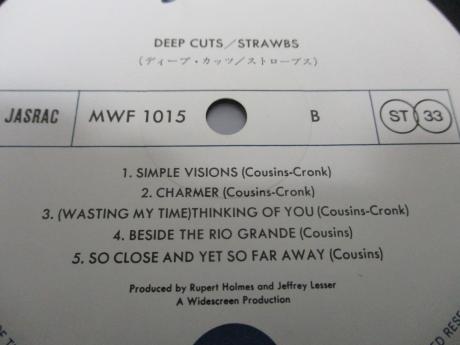 DEEP CUTS/STRAWBS
(ディープ・カッツ/ストローブス)
JASRAC MWF 1015 B ST 33
1. SIMPLE VISIONS (Cousins-Cronk)
2. CHARMER (Cousins-Cronk)
3. (WASTING MY TIME)THINKING OF YOU (Cousins-Cronk)
4. BESIDE THE RIO GRANDE (Cousins)
5. SO CLOSE AND YET SO FAR AWAY (Cousins)
Produced by Rupert Holmes and Jeffrey Lesser
A Widescreen Production